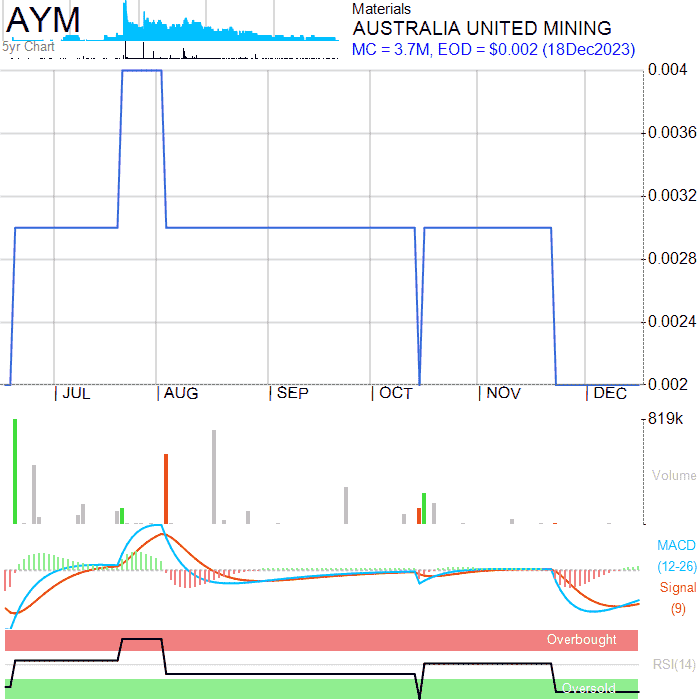 AYM
5yr Chart
Materials
AUSTRALIA UNITED MINING
MC = 3.7M, EOD = $0.002 (18Dec2023)
0.004
0.0036
0.0032
0.0028
0.0024
0.002
JUL
AUG
SEP
OCT
NOV
DEC
819k
Volume
MACD
(12-26)
Signal
(9)
Overbought
RSI(14)
Oversold